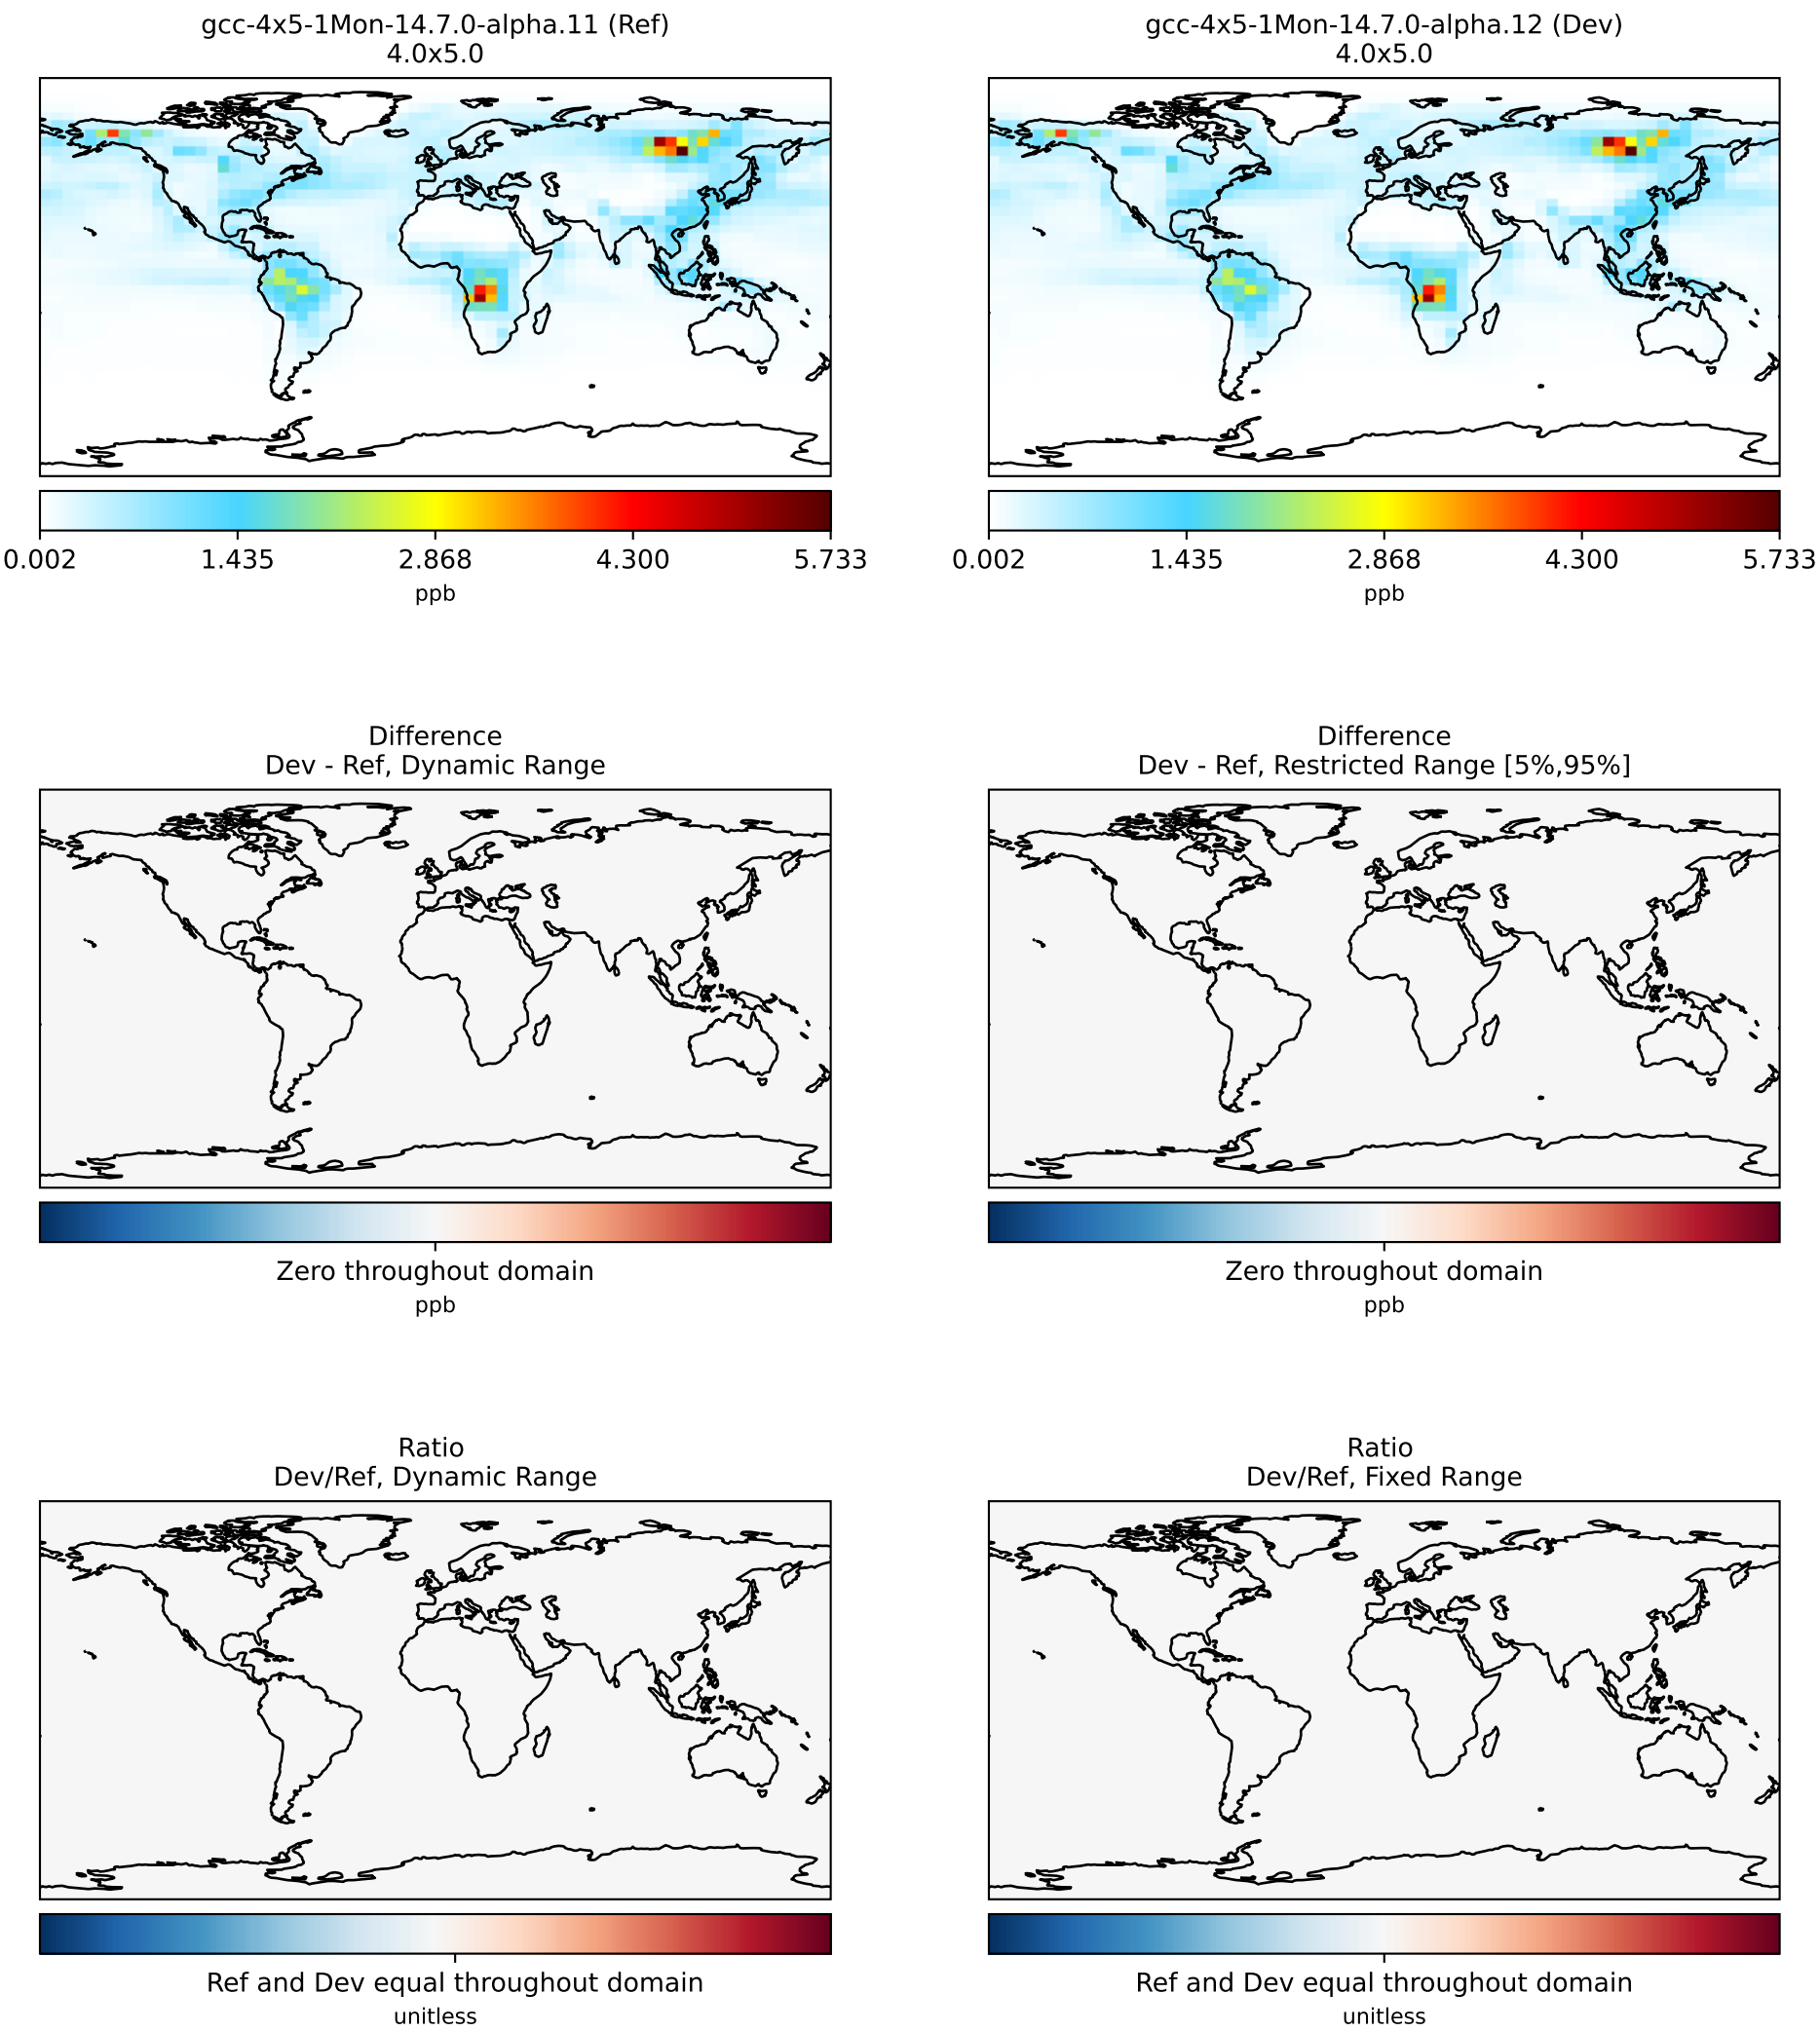 gcc-4x5-1Mon-14.7.0-alpha.11 (Ref)
4.0x5.0
gcc-4x5-1Mon-14.7.0-alpha.12 (Dev)
4.0x5.0
0.002 1.435 2.868 4.300 5.733
ppb
0.002 1.435 2.868 4.300 5.733
ppb
Difference
Dev - Ref, Dynamic Range
Difference
Dev - Ref, Restricted Range [5%,95%]
Zero throughout domain
ppb
Zero throughout domain
ppb
Ratio
Dev/Ref, Dynamic Range
Ratio
Dev/Ref, Fixed Range
Ref and Dev equal throughout domain
unitless
Ref and Dev equal throughout domain
unitless